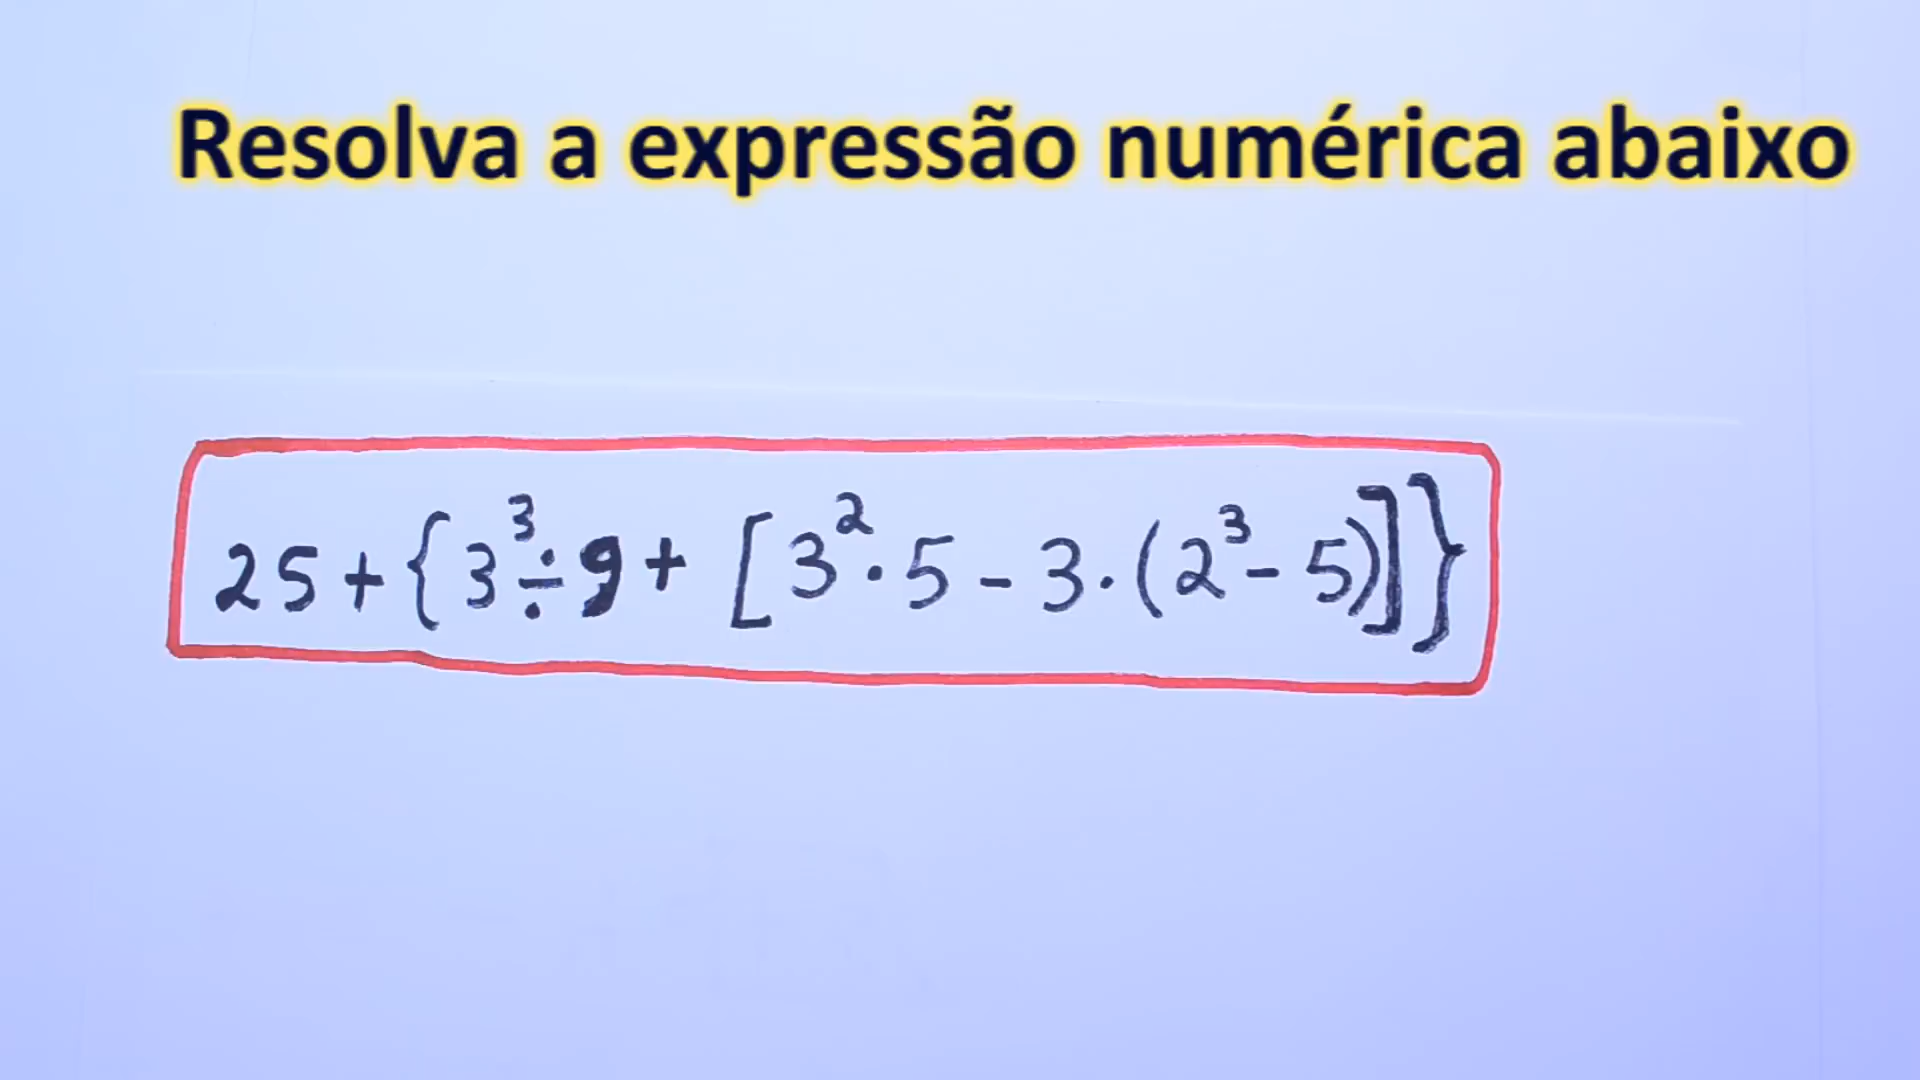 Resolva a expressão numérica abaixo
25 + {3³ ÷ 9 + [3² · 5 - 3 · (2³ - 5)]}